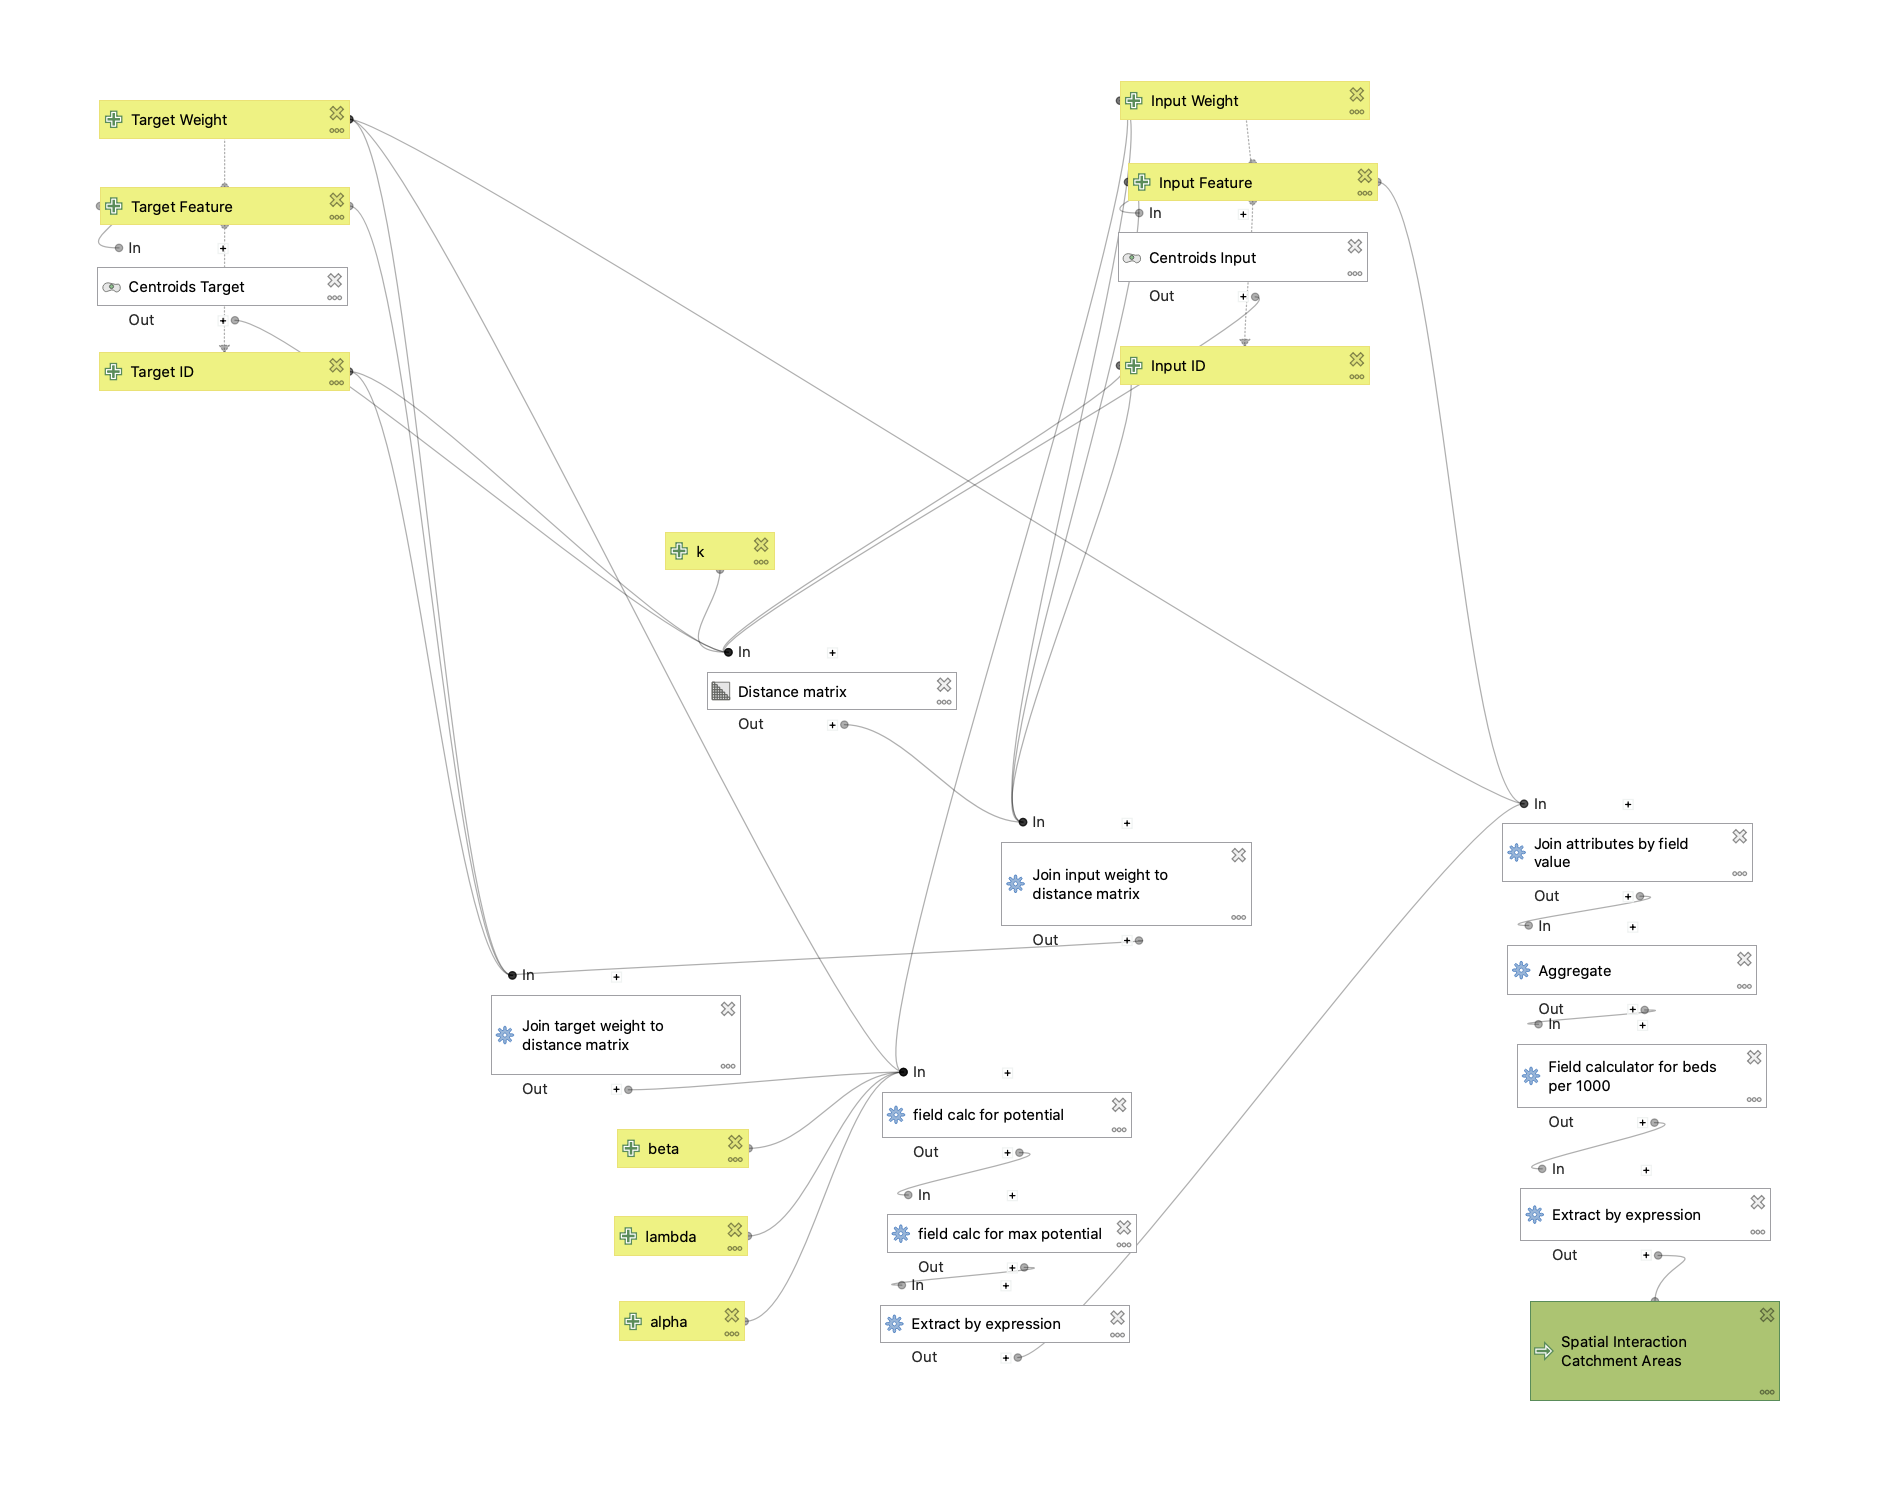 Target Weight
Target Feature
In
Centroids Target
Out
Target ID
Input Weight
Input Feature
In
Centroids Input
Out
Input ID
k
In
Distance matrix
Out
In
Join input weight to
distance matrix
Out
In
Join target weight to
distance matrix
Out
beta
lambda
alpha
In
field calc for potential
Out
In
field calc for max potential
Out
In
Extract by expression
Out
In
Join attributes by field
value
Out
In
Aggregate
Out
In
Field calculator for beds
per 1000
Out
In
Extract by expression
Out
Spatial Interaction
Catchment Areas